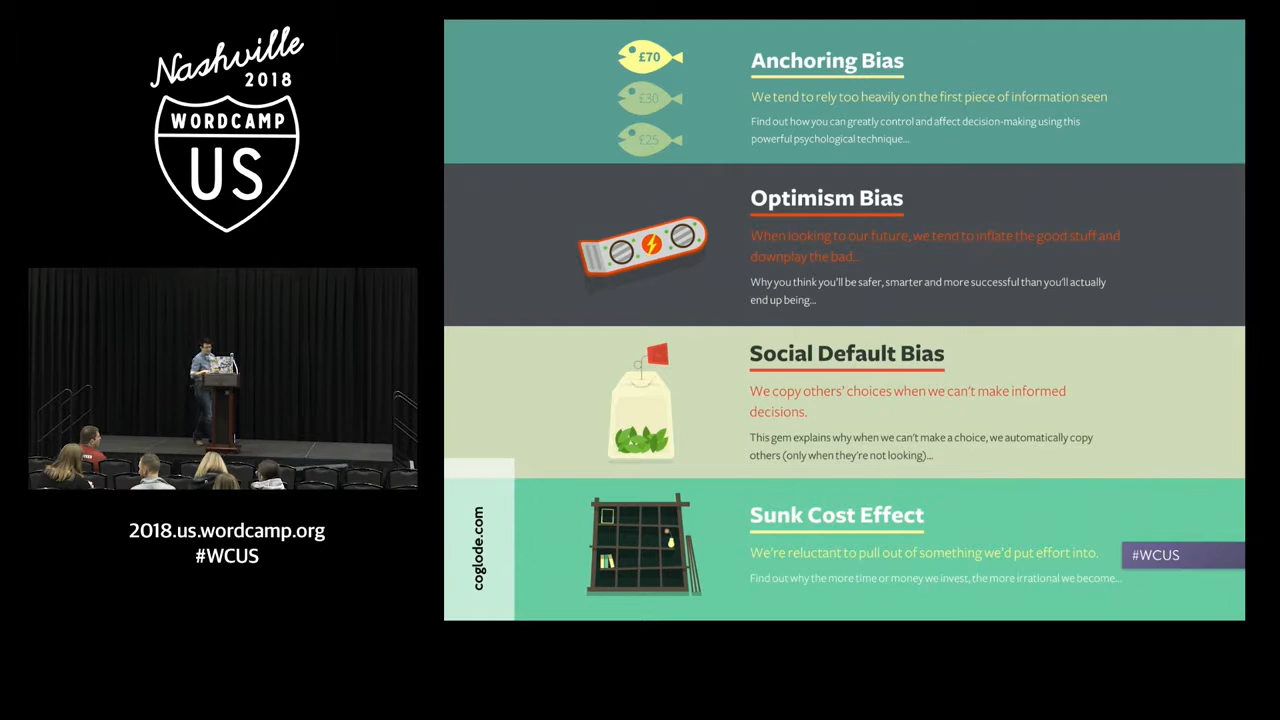 Nashville
2018
WORDCAMP
US
2018.us.wordcamp.org
#WCUS
£70
£30
£25
Anchoring Bias
We tend to rely too heavily on the first piece of information seen
Find out how you can greatly control and affect decision-making using this
powerful psychological technique...
Optimism Bias
When looking to our future, we tend to inflate the good stuff and
downplay the bad...
Why you think you'll be safer, smarter and more successful than you'll actually
end up being...
Social Default Bias
We copy others' choices when we can't make informed
decisions.
This gem explains why when we can't make a choice, we automatically copy
others (only when they're not looking)...
Sunk Cost Effect
We're reluctant to pull out of something we'd put effort into.
Find out why the more time or money we invest, the more irrational we become...
coglode.com
#WCUS